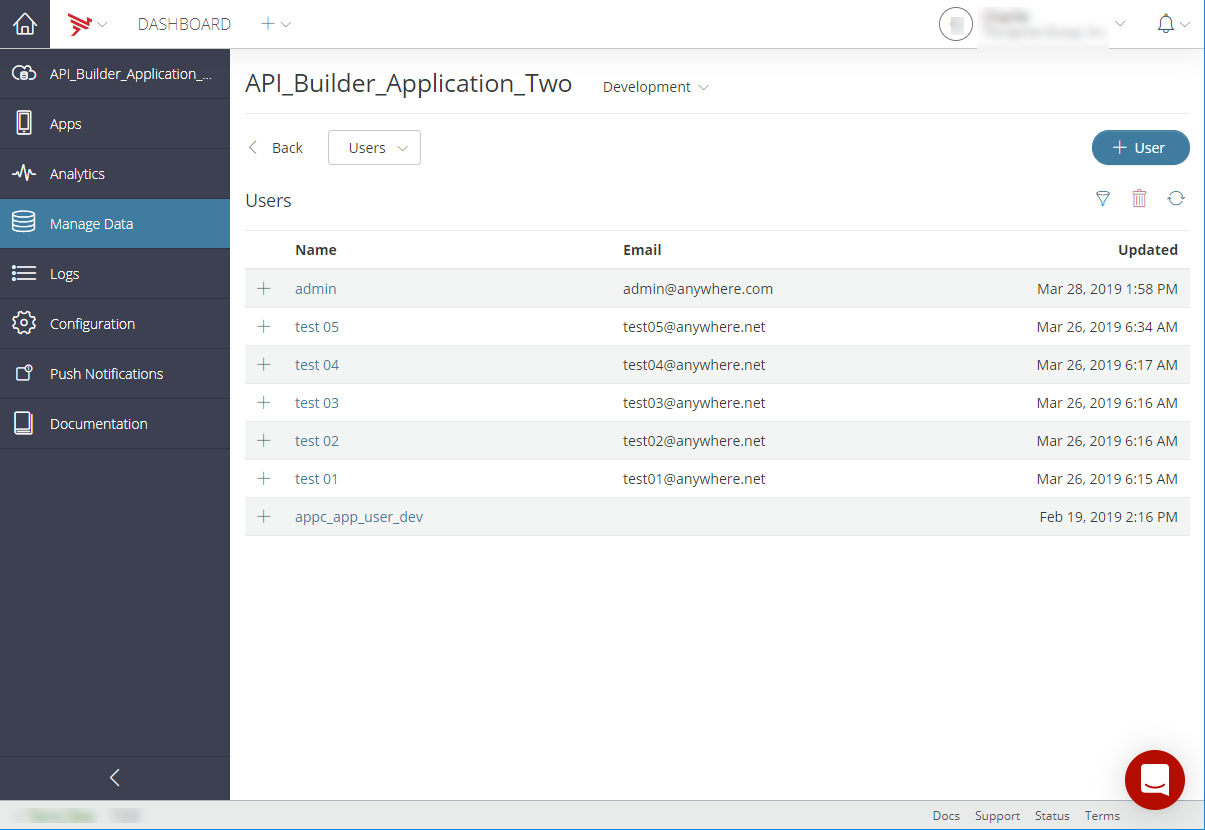 DASHBOARD
API_Builder_Application_...
Apps
Analytics
Manage Data
Logs
Configuration
Push Notifications
Documentation
API_Builder_Application_Two Development
Back Users + User
Users
Name Email Updated
+ admin admin@anywhere.com Mar 28, 2019 1:58 PM
+ test 05 test05@anywhere.net Mar 26, 2019 6:34 AM
+ test 04 test04@anywhere.net Mar 26, 2019 6:17 AM
+ test 03 test03@anywhere.net Mar 26, 2019 6:16 AM
+ test 02 test02@anywhere.net Mar 26, 2019 6:16 AM
+ test 01 test01@anywhere.net Mar 26, 2019 6:15 AM
+ appc_app_user_dev Feb 19, 2019 2:16 PM
Docs Support Status Terms